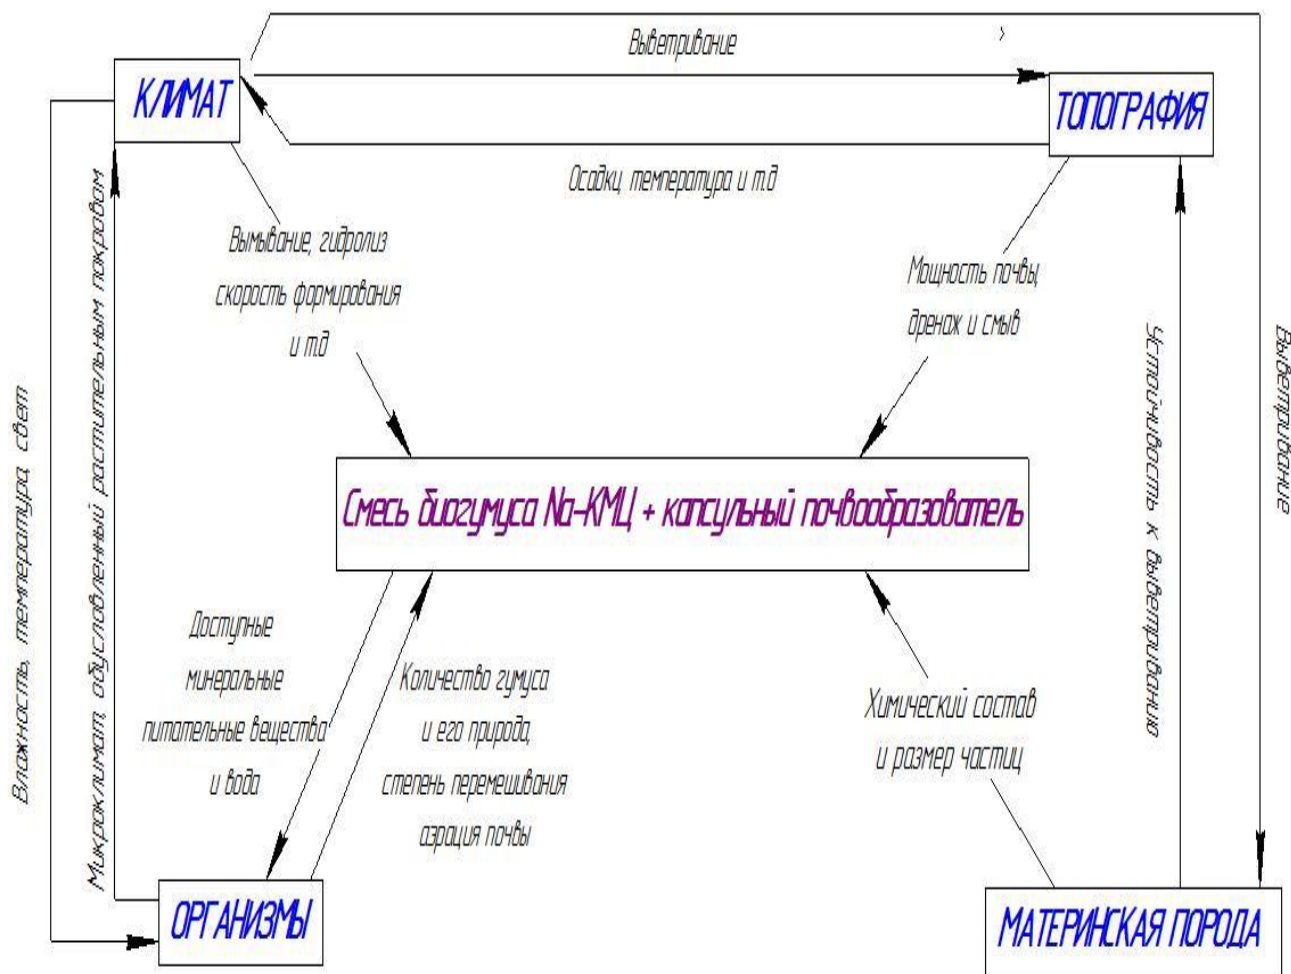 Выветривание
КЛИМАТ
ТОПОГРАФИЯ
Осадки, температура и т.д
Вымывание, гидролиз
скорость формирования
и т.д
Мощность почвы,
дренаж и смыв
Влажность, температура, свет
Микроклимат, обусловленный растительным покровом
Устойчивость к выветриванию
Выветривание
Смесь биогумуса Na-КМЦ + капсульный почвообразователь
Доступные
минеральные
питательные вещества
и вода
Количество гумуса
и его природа,
степень перемешивания
аэрация почвы
Химический состав
и размер частиц
ОРГАНИЗМЫ
МАТЕРИНСКАЯ ПОРОДА